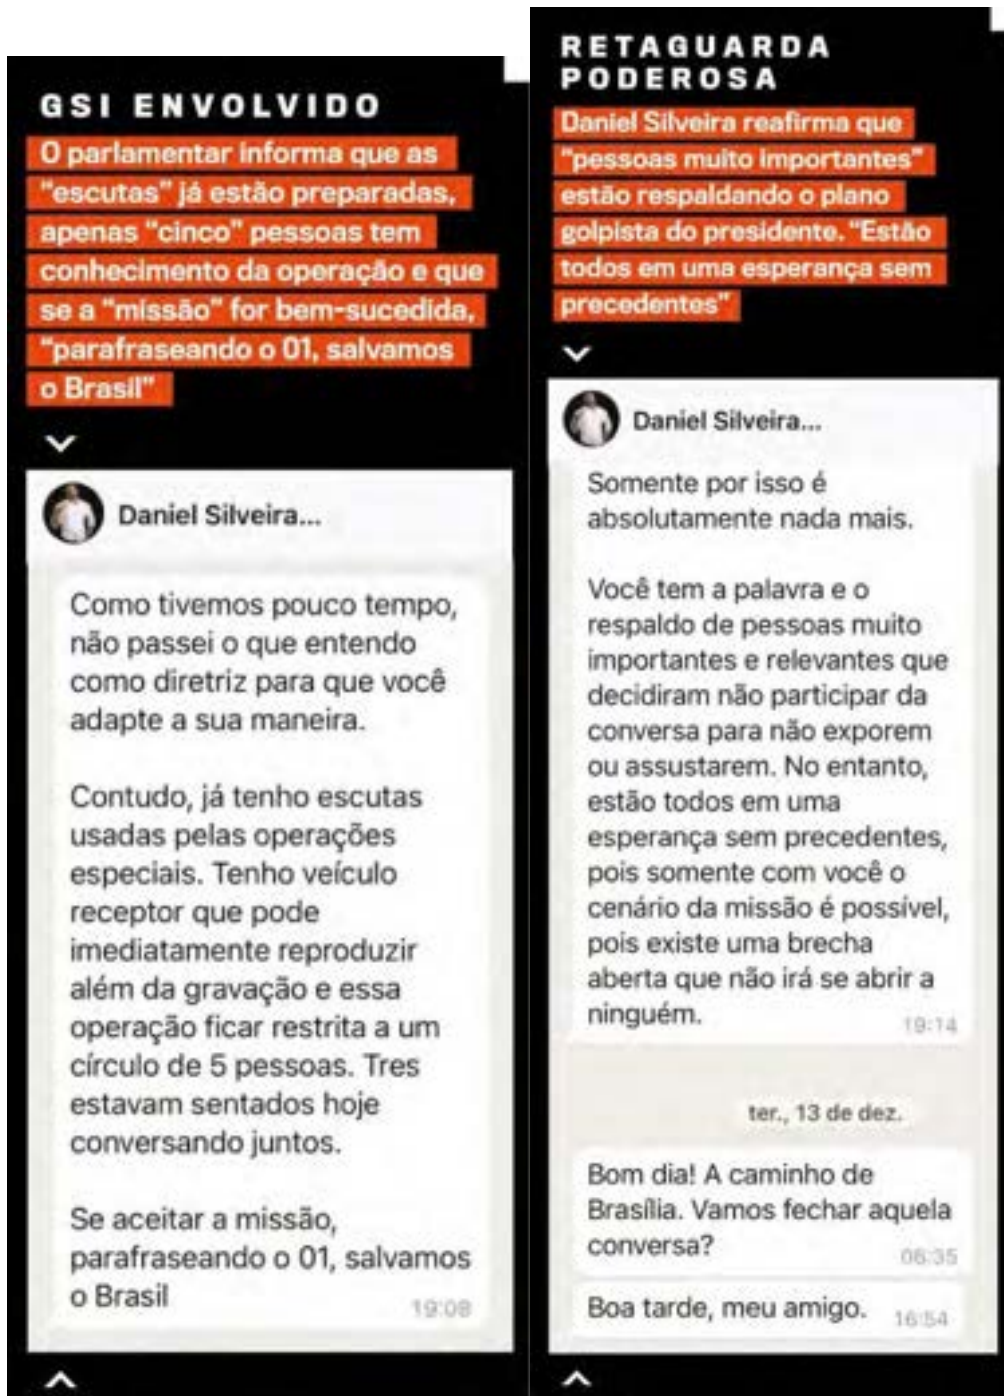 GSI ENVOLVIDO
O parlamentar informa que as
"escutas" já estão preparadas,
apenas "cinco" pessoas tem
conhecimento da operação e que
se a "missão" for bem-sucedida,
"parafraseando o 01, salvamos
o Brasil"
Daniel Silveira...
Como tivemos pouco tempo,
não passei o que entendo
como diretriz para que você
adapte a sua maneira.
Contudo, já tenho escutas
usadas pelas operações
especiais. Tenho veículo
receptor que pode
imediatamente reproduzir
além da gravação e essa
operação ficar restrita a um
círculo de 5 pessoas. Tres
estavam sentados hoje
conversando juntos.
Se aceitar a missão,
parafraseando o 01, salvamos
o Brasil
19:08
RETAGUARDA
PODEROSA
Daniel Silveira reafirma que
"pessoas muito importantes"
estão respaldando o plano
golpista do presidente. "Estão
todos em uma esperança sem
precedentes"
Daniel Silveira...
Somente por isso é
absolutamente nada mais.
Você tem a palavra e o
respaldo de pessoas muito
importantes e relevantes que
decidiram não participar da
conversa para não exporem
ou assustarem. No entanto,
estão todos em uma
esperança sem precedentes,
pois somente com você o
cenário da missão é possível,
pois existe uma brecha
aberta que não irá se abrir a
ninguém.
19:14
ter., 13 de dez.
Bom dia! A caminho de
Brasília. Vamos fechar aquela
conversa?
06:35
Boa tarde, meu amigo.
16:54